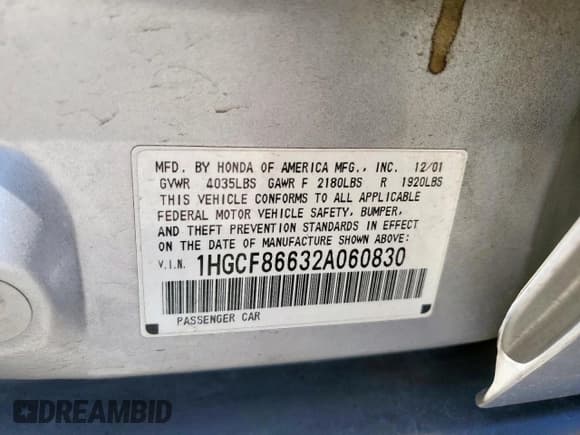 MFD. BY HONDA OF AMERICA MFG., INC. 12/01
GVWR 4035LBS GAWR F 2180LBS R 1920LBS
THIS VEHICLE CONFORMS TO ALL APPLICABLE
FEDERAL MOTOR VEHICLE SAFETY, BUMPER,
AND THEFT PREVENTION STANDARDS IN EFFECT
ON THE DATE OF MANUFACTURE SHOWN ABOVE:
V.I.N. 1HGCF86632A060830
PASSENGER CAR
DREAMBID